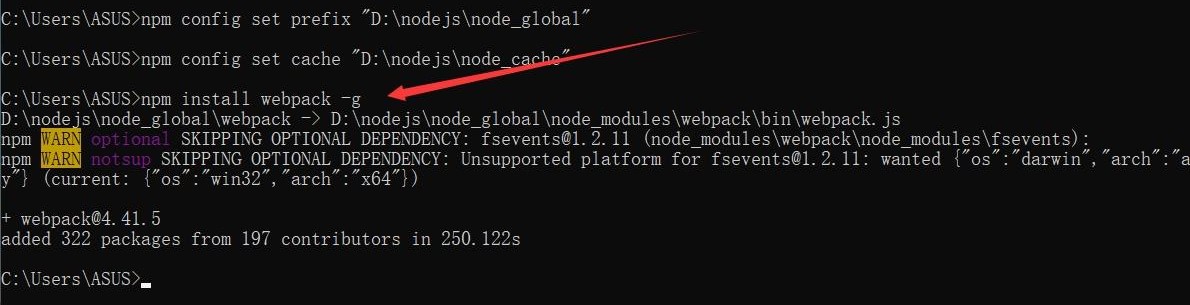 C:\Users\ASUS>npm config set prefix "D:\nodejs\node_global"
C:\Users\ASUS>npm config set cache "D:\nodejs\node_cache"
C:\Users\ASUS>npm install webpack -g
D:\nodejs\node_global\webpack -> D:\nodejs\node_global\node_modules\webpack\bin\webpack.js
npm WARN optional SKIPPING OPTIONAL DEPENDENCY: fsevents@1.2.11 (node_modules\webpack\node_modules\fsevents):
npm WARN notsup SKIPPING OPTIONAL DEPENDENCY: Unsupported platform for fsevents@1.2.11: wanted {"os":"darwin","arch":"an
y"} (current: {"os":"win32","arch":"x64"})
+ webpack@4.41.5
added 322 packages from 197 contributors in 250.122s
C:\Users\ASUS>